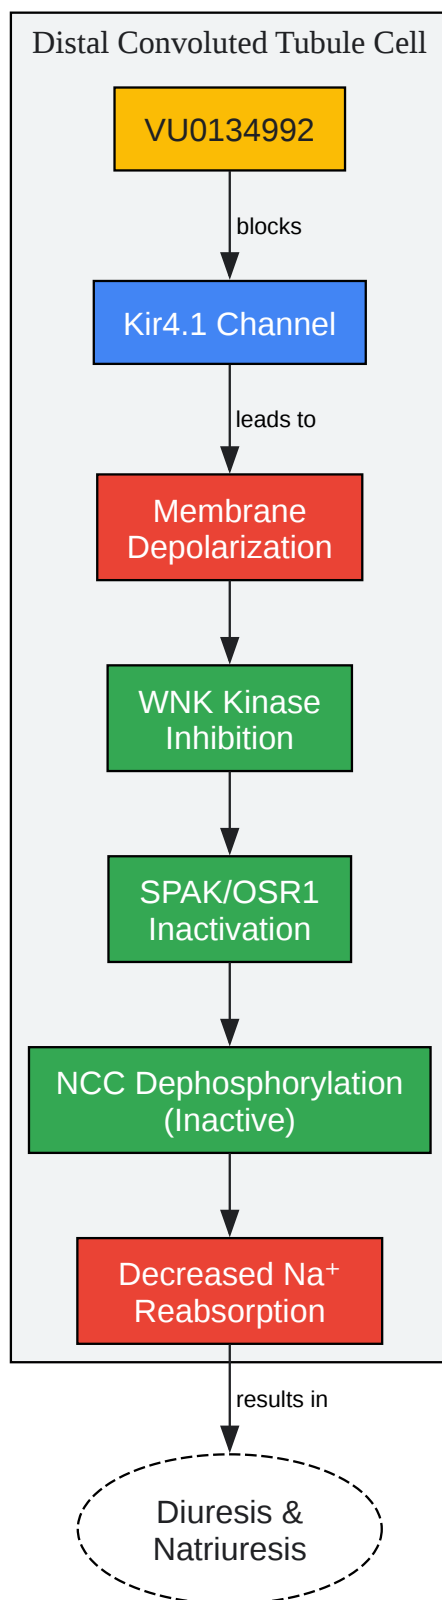 Distal Convoluted Tubule Cell
VU0134992
blocks
Kir4.1 Channel
leads to
Membrane
Depolarization
WNK Kinase
Inhibition
SPAK/OSR1
Inactivation
NCC Dephosphorylation
(Inactive)
Decreased Na⁺
Reabsorption
results in
Diuresis &
Natriuresis